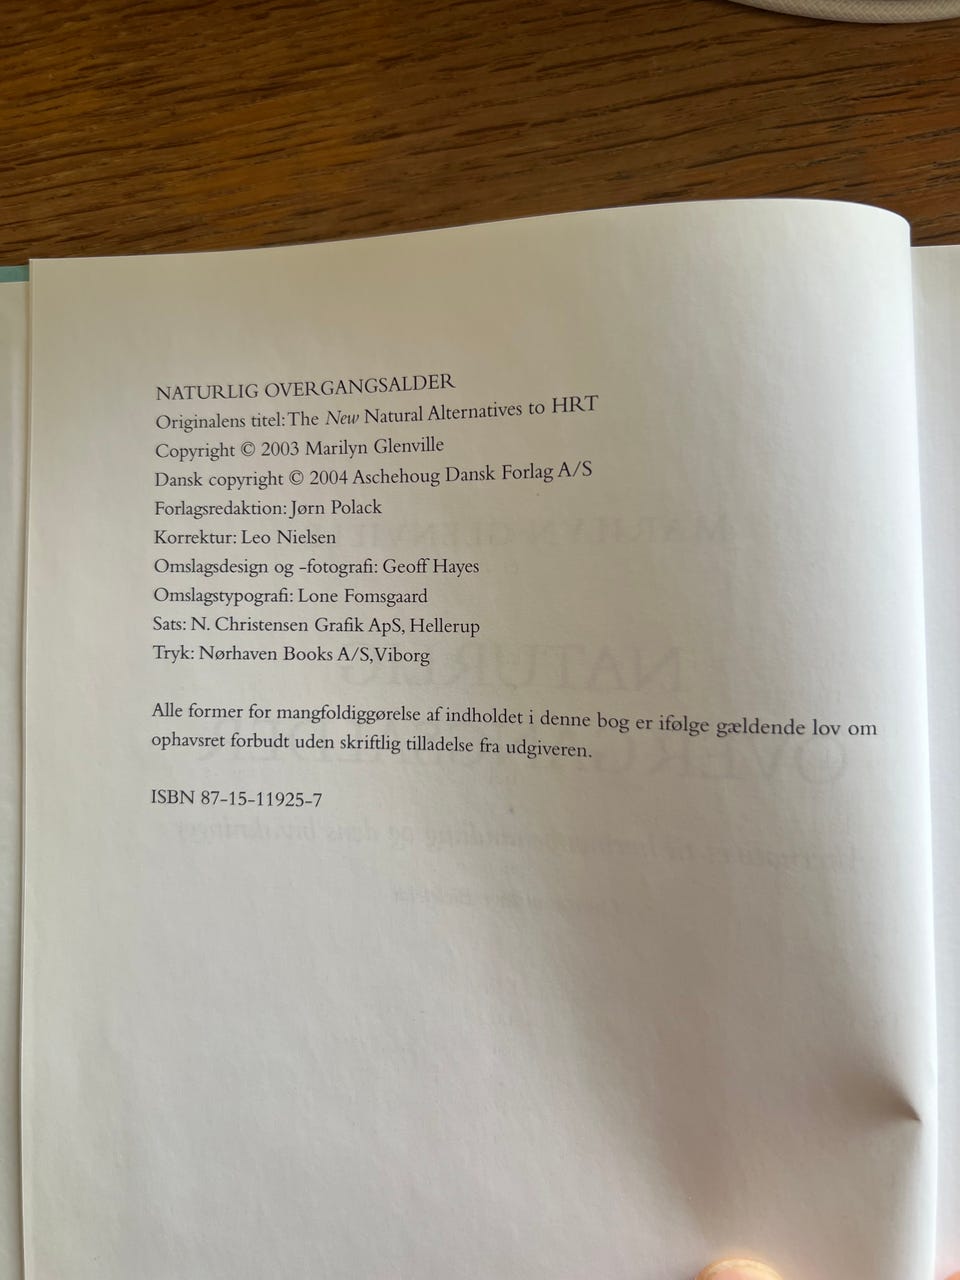 NATURLIG OVERGANGSALDER
Originalens titel: The New Natural Alternatives to HRT
Copyright © 2003 Marilyn Glenville
Dansk copyright © 2004 Aschehoug Dansk Forlag A/S
Forlagsredaktion: Jørn Polack
Korrektur: Leo Nielsen
Omslagsdesign og -fotografi: Geoff Hayes
Omslagstypografi: Lone Fomsgaard
Sats: N. Christensen Grafik ApS, Hellerup
Tryk: Nørhaven Books A/S, Viborg
Alle former for mangfoldiggørelse af indholdet i denne bog er ifølge gældende lov om
ophavsret forbudt uden skriftlig tilladelse fra udgiveren.
ISBN 87-15-11925-7